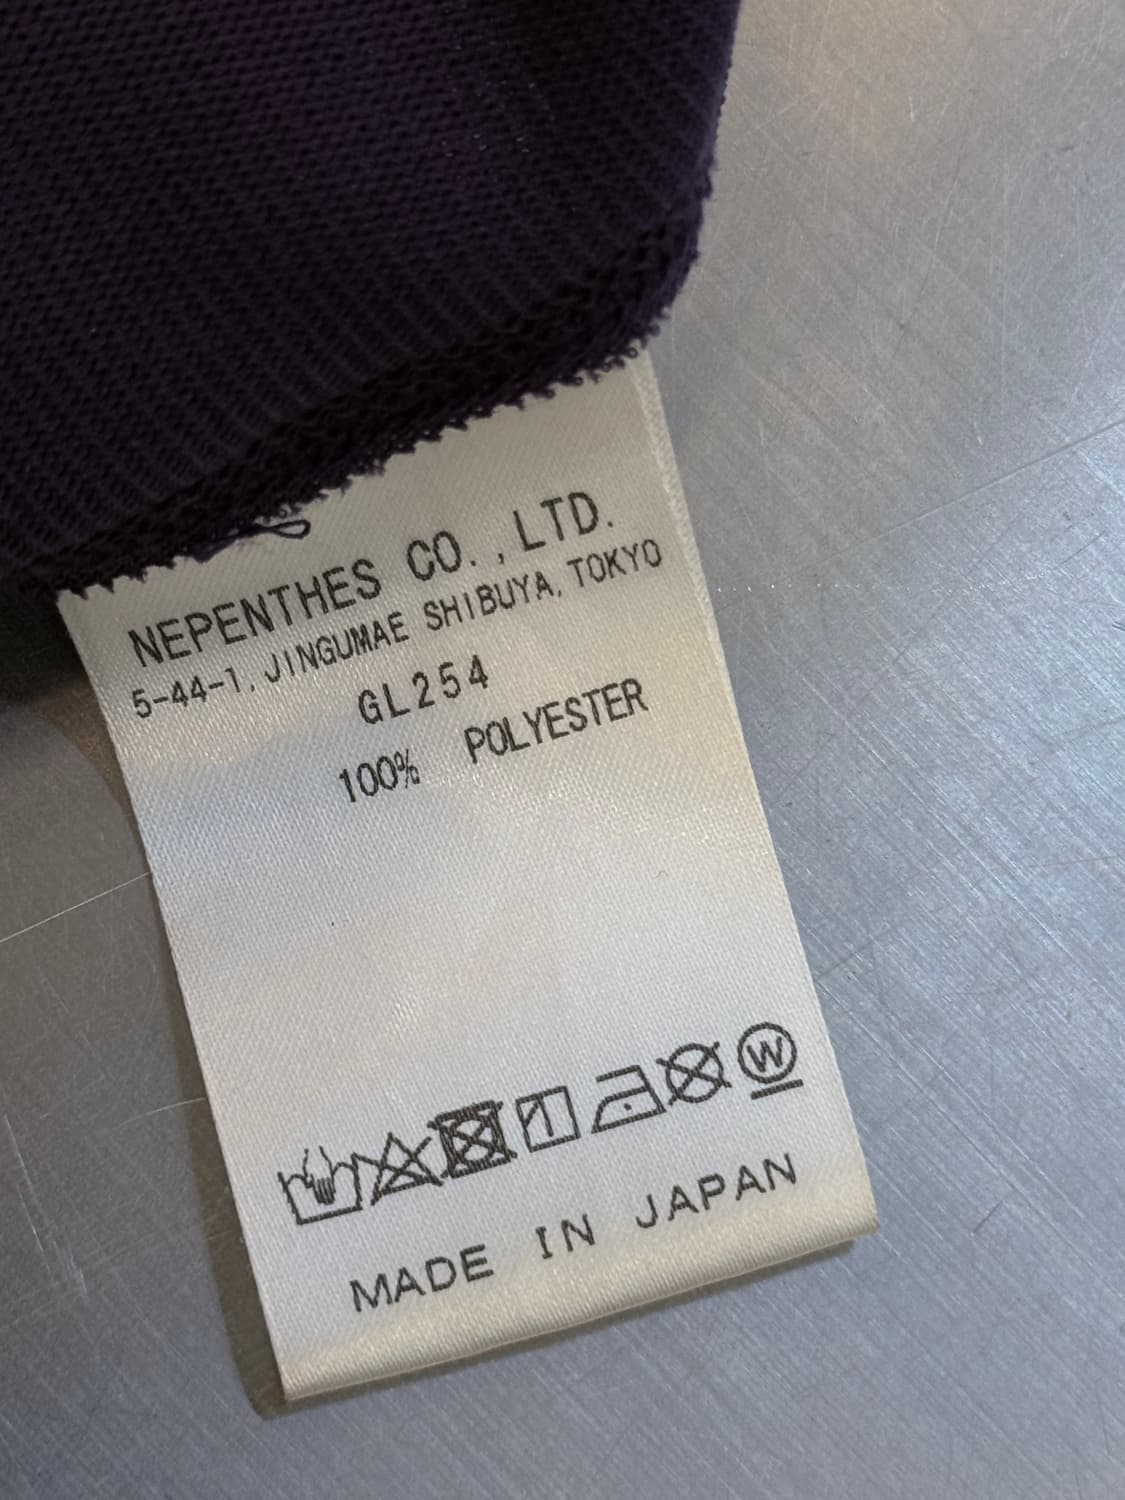 NEPENTHES CO.,LTD.
5-44-1, JINGUMAE SHIBUYA, TOKYO
GL254
100% POLYESTER
W
MADE IN JAPAN